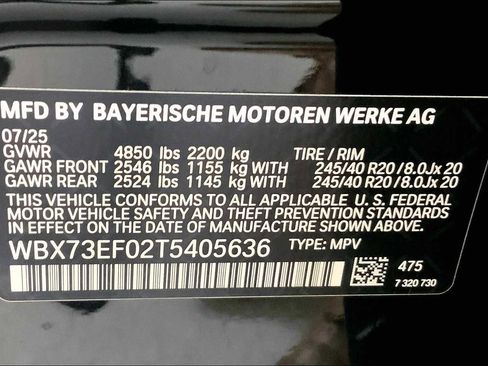 MFD BY BAYERISCHE MOTOREN WERKE AG
07/25
GVWR 4850 lbs 2200 kg TIRE / RIM
GAWR FRONT 2546 lbs 1155 kg WITH 245/40 R20/8.0Jx 20
GAWR REAR 2524 lbs 1145 kg WITH 245/40 R20/8.0Jx 20
THIS VEHICLE CONFORMS TO ALL APPLICABLE U.S. FEDERAL
MOTOR VEHICLE SAFETY AND THEFT PREVENTION STANDARDS
IN EFFECT ON THE DATE OF MANUFACTURE SHOWN ABOVE.
WBX73EF02T5405636 TYPE: MPV
475
7 320 730